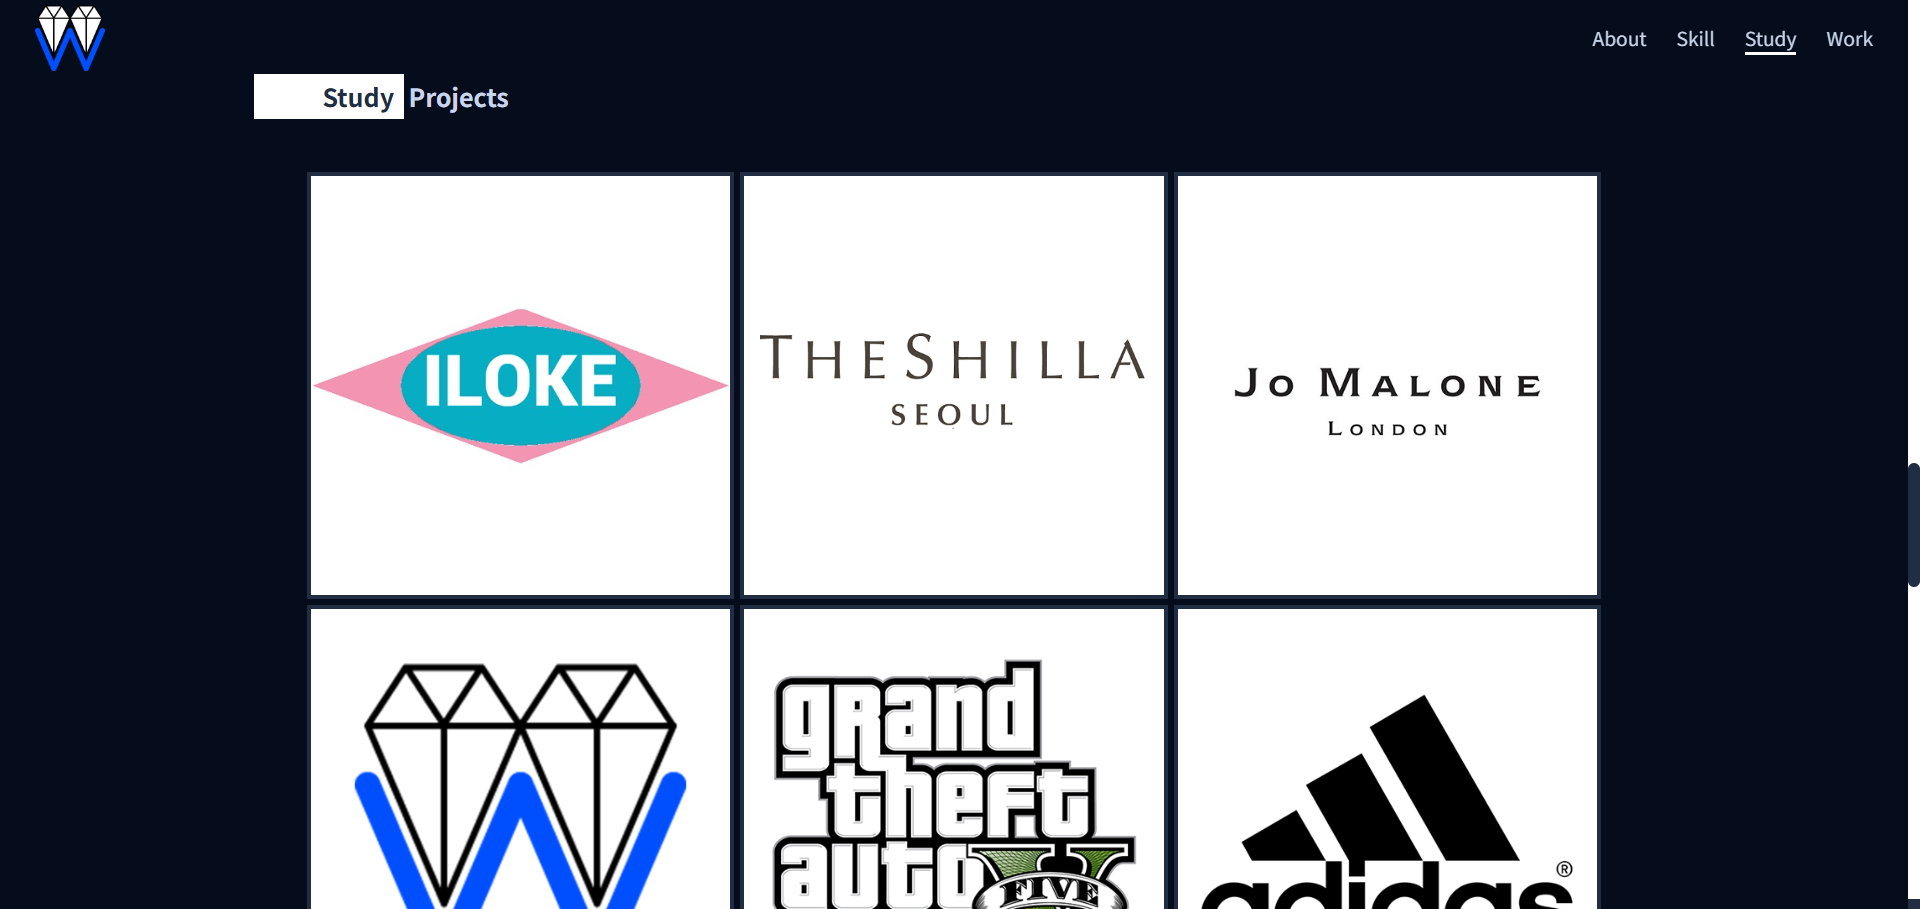 About Skill Study Work
Study Projects
ILOKE
THE SHILLA
SEOUL
JO MALONE
LONDON
grand
theft
auto V
FIVE
adidas®